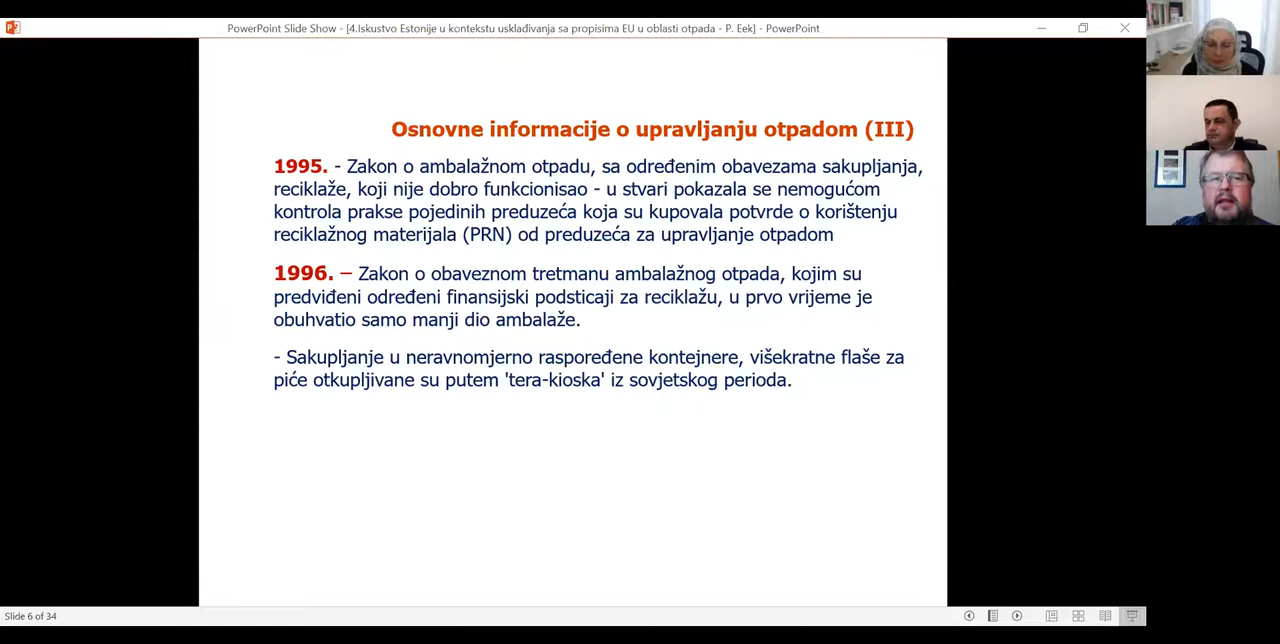 PowerPoint Slide Show - [4.Iskustvo Estonije u kontekstu usklađivanja sa propisima EU u oblasti otpada - P. Eek] - PowerPoint
Osnovne informacije o upravljanju otpadom (III)
1995. - Zakon o ambalažnom otpadu, sa određenim obavezama sakupljanja,
reciklaže, koji nije dobro funkcionisao - u stvari pokazala se nemogućom
kontrola prakse pojedinih preduzeća koja su kupovala potvrde o korištenju
reciklažnog materijala (PRN) od preduzeća za upravljanje otpadom
1996. – Zakon o obaveznom tretmanu ambalažnog otpada, kojim su
predviđeni određeni finansijski podsticaji za reciklažu, u prvo vrijeme je
obuhvatio samo manji dio ambalaže.
- Sakupljanje u neravnomjerno raspoređene kontejnere, višekratne flaše za
piće otkupljivane su putem 'tera-kioska' iz sovjetskog perioda.
Slide 6 of 34